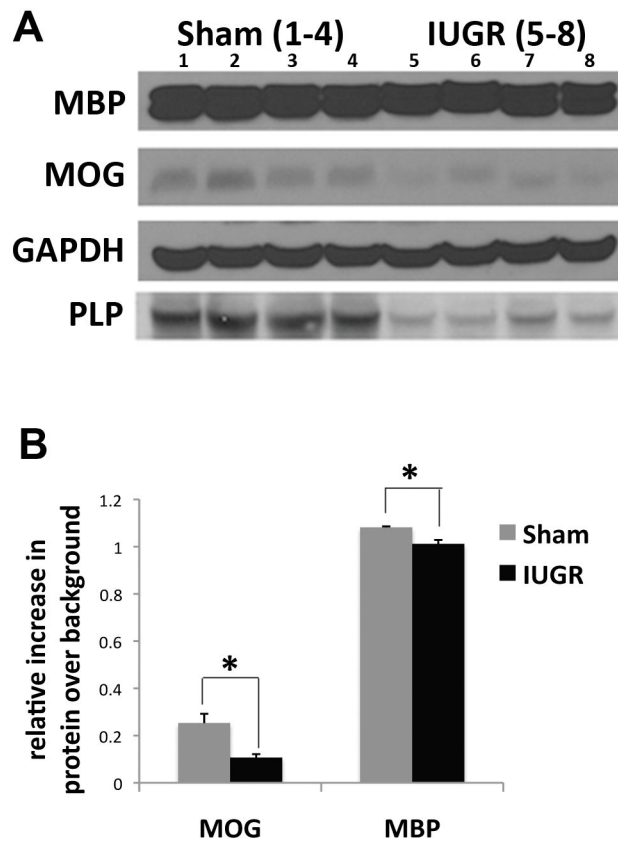 A
Sham (1-4) IUGR (5-8)
1 2 3 4 5 6 7 8
MBP
MOG
GAPDH
PLP
B
relative increase in
protein over background
1.2
1
0.8
0.6
0.4
0.2
0
*
*
Sham
IUGR
MOG MBP